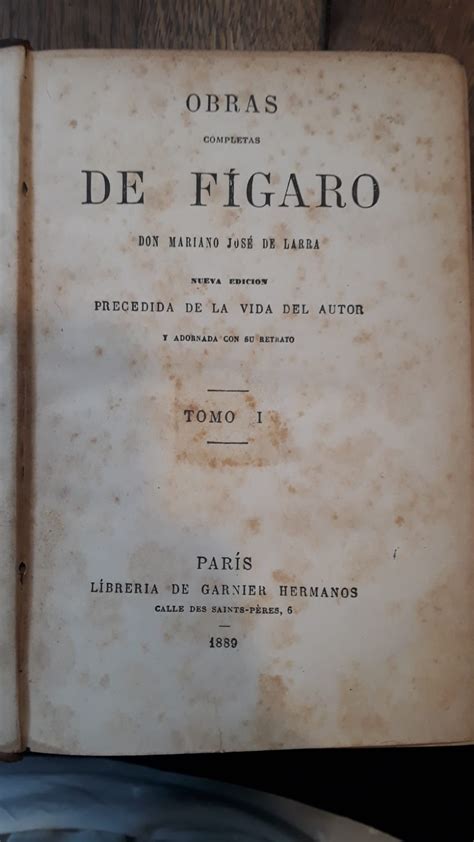 OBRAS
COMPLETAS
DE FÍGARO
DON MARIANO JOSÉ DE LARRA
NUEVA EDICION
PRECEDIDA DE LA VIDA DEL AUTOR
Y ADORNADA CON SU RETRATO
TOMO I
PARÍS
LÍBRERIA DE GARNIER HERMANOS
CALLE DES SAINTS-PÈRES, 6
1889